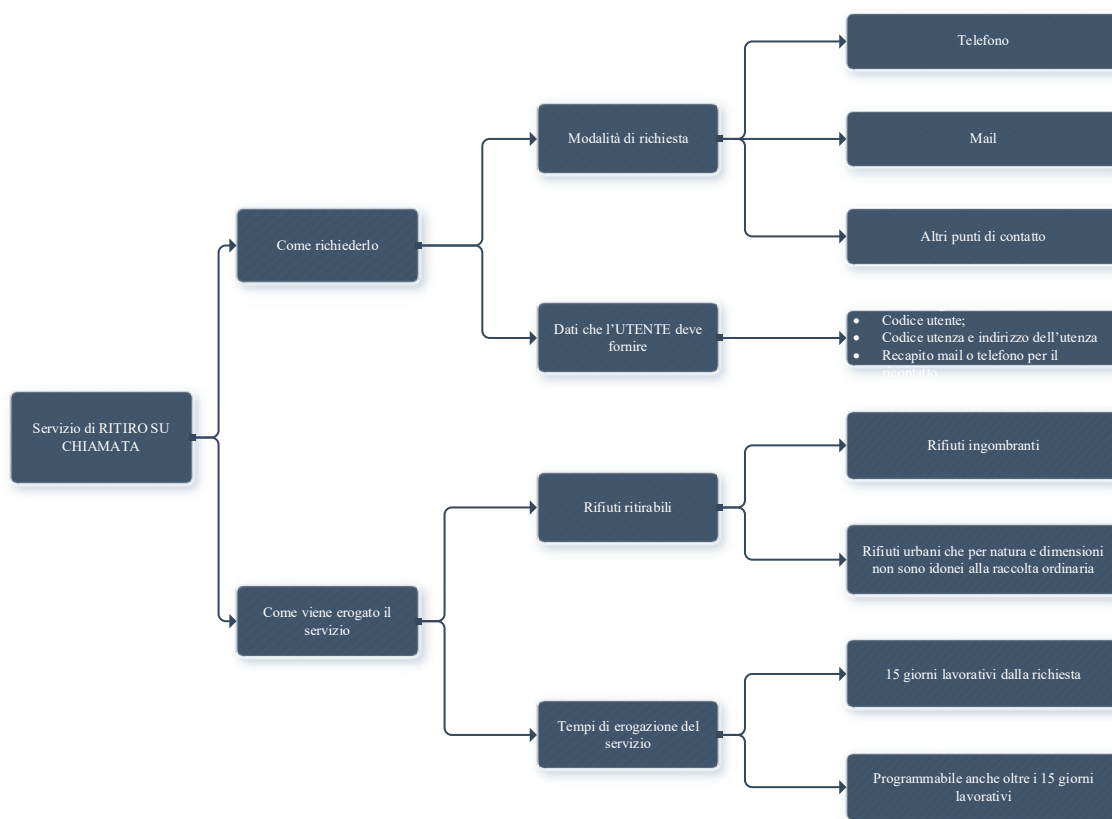 Servizio di RITIRO SU
CHIAMATA
Come richiederlo
Modalità di richiesta
Telefono
Mail
Altri punti di contatto
Dati che l'UTENTE deve
fornire
• Codice utente;
• Codice utenza e indirizzo dell'utenza
• Recapito mail o telefono per il
ricontatto
Come viene erogato il
servizio
Rifiuti ritirabili
Rifiuti ingombranti
Rifiuti urbani che per natura e dimensioni
non sono idonei alla raccolta ordinaria
Tempi di erogazione del
servizio
15 giorni lavorativi dalla richiesta
Programmabile anche oltre i 15 giorni
lavorativi